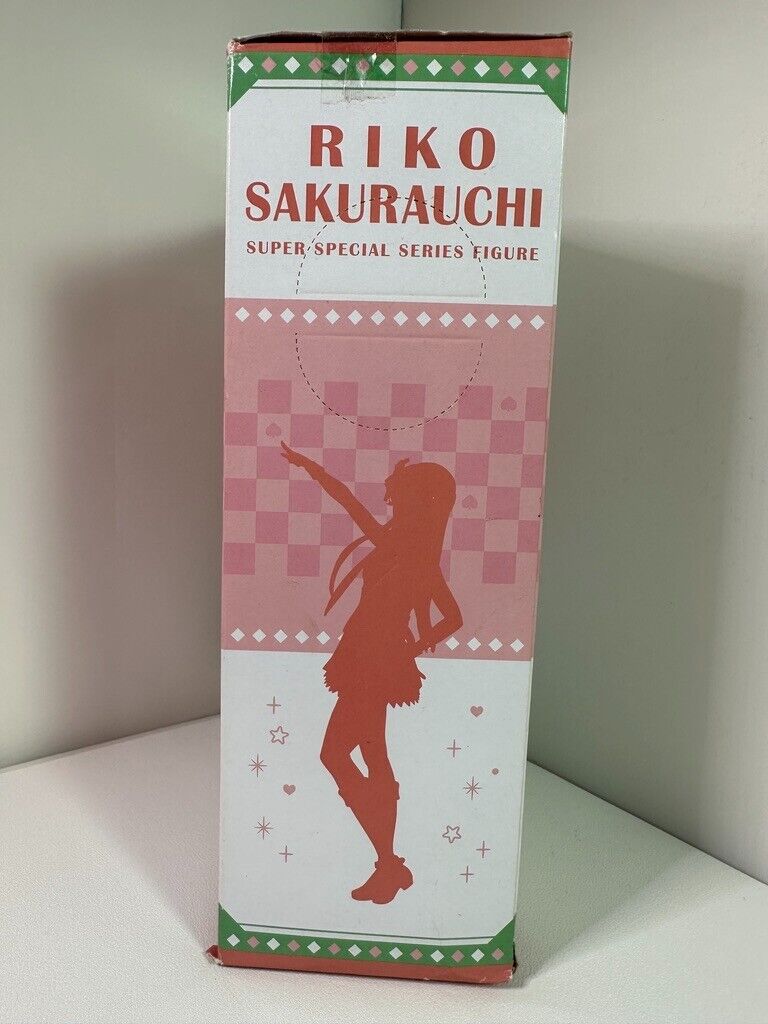 RIKO
SAKURAUCHI
SUPER SPECIAL SERIES FIGURE